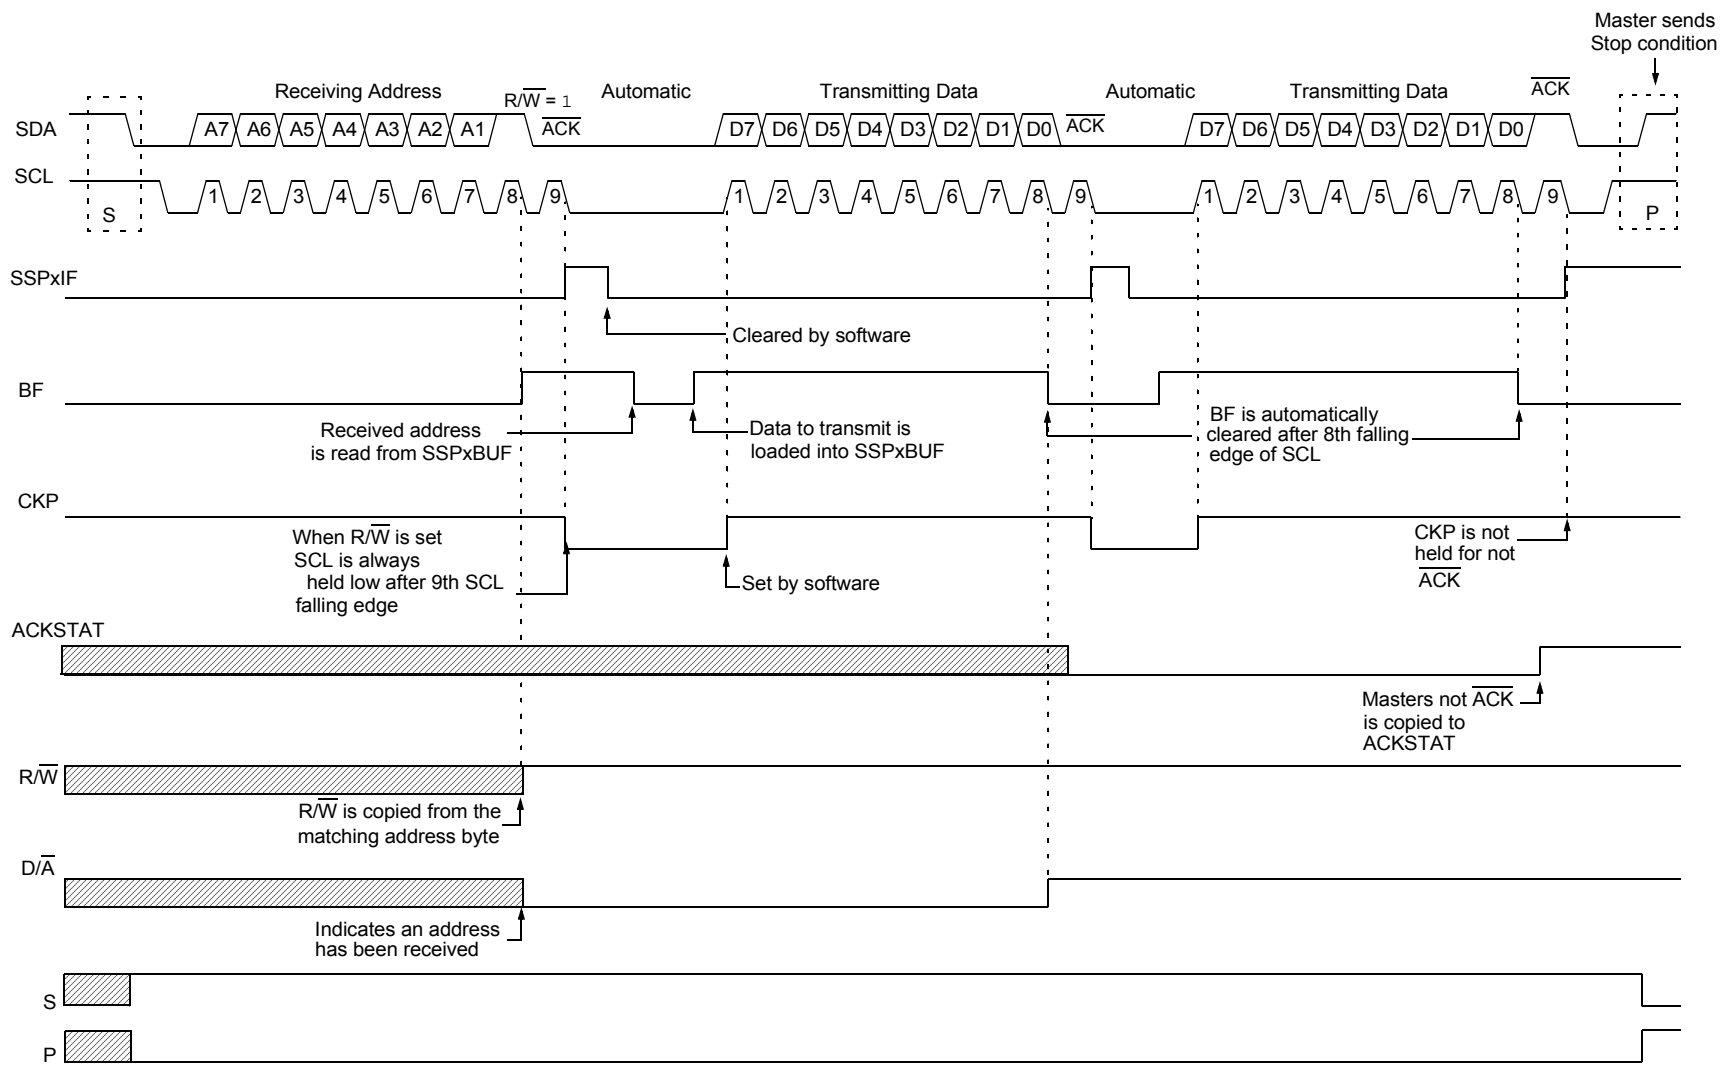 Master sends
Stop condition
Receiving Address
R/W = 1
Automatic
Transmitting Data
Automatic
Transmitting Data
ACK
SDA
A7 A6 A5 A4 A3 A2 A1
ACK
D7 D6 D5 D4 D3 D2 D1 D0
ACK
D7 D6 D5 D4 D3 D2 D1 D0
SCL
1 2 3 4 5 6 7 8 9
1 2 3 4 5 6 7 8 9
1 2 3 4 5 6 7 8 9
S
P
SSPxIF
Cleared by software
BF
Received address
is read from SSPxBUF
Data to transmit is
loaded into SSPxBUF
BF is automatically
cleared after 8th falling
edge of SCL
CKP
When R/W is set
SCL is always
held low after 9th SCL
falling edge
Set by software
CKP is not
held for not
ACK
ACKSTAT
Masters not ACK
is copied to
ACKSTAT
R/W
R/W is copied from the
matching address byte
D/A
Indicates an address
has been received
S
P